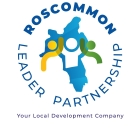 ROSCOMMON
LEADER PARTNERSHIP
Your Local Development Company